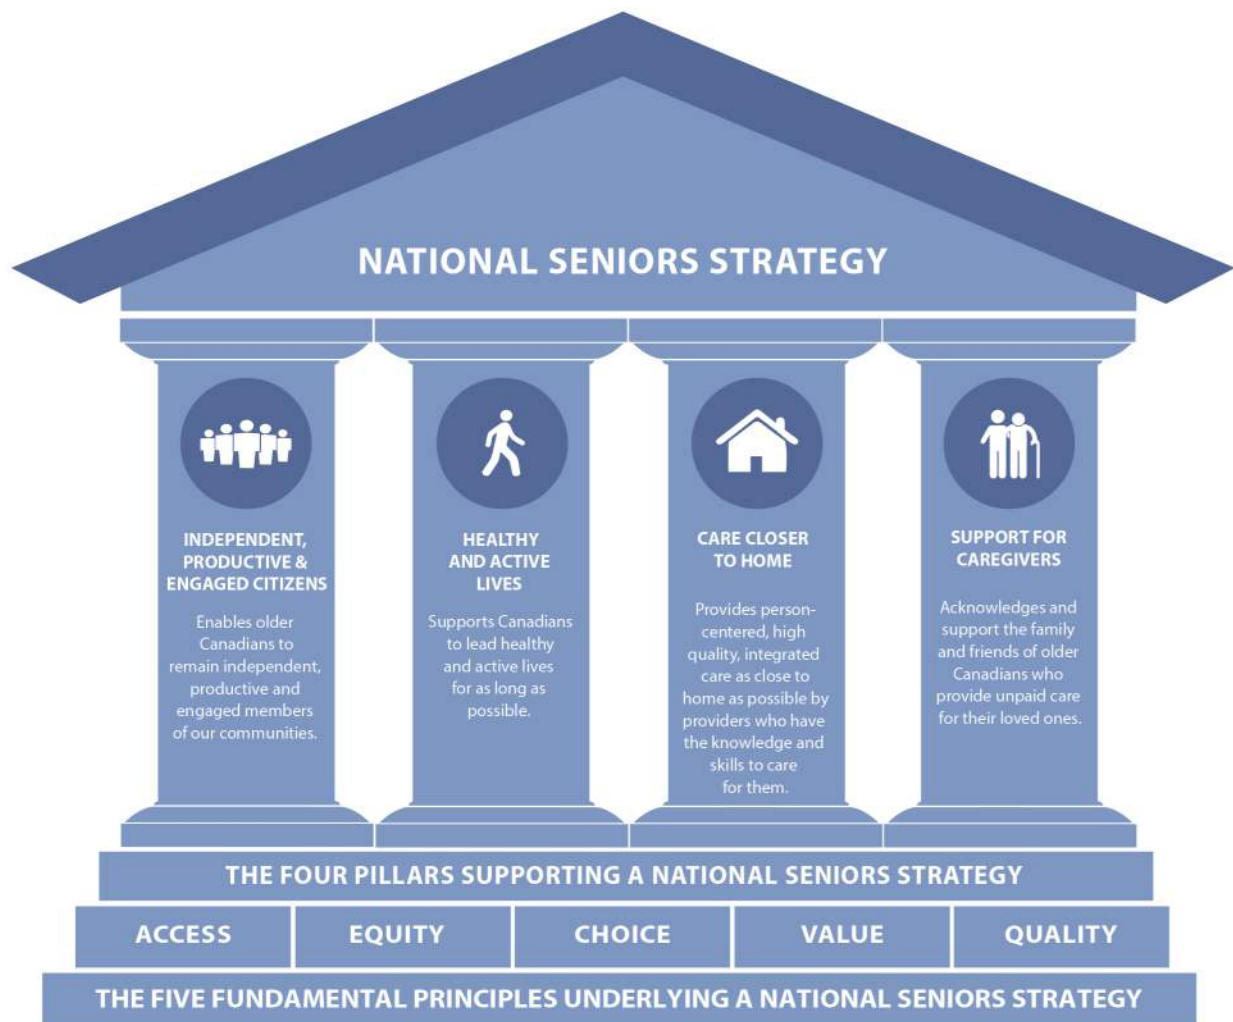 NATIONAL SENIORS STRATEGY
INDEPENDENT,
PRODUCTIVE &
ENGAGED CITIZENS
Enables older
Canadians to
remain independent,
productive and
engaged members
of our communities.
HEALTHY
AND ACTIVE
LIVES
Supports Canadians
to lead healthy
and active lives
for as long as
possible.
CARE CLOSER
TO HOME
Provides person-
centered, high
quality, integrated
care as close to
home as possible by
providers who have
the knowledge and
skills to care
for them.
SUPPORT FOR
CAREGIVERS
Acknowledges and
support the family
and friends of older
Canadians who
provide unpaid care
for their loved ones.
THE FOUR PILLARS SUPPORTING A NATIONAL SENIORS STRATEGY
ACCESS
EQUITY
CHOICE
VALUE
QUALITY
THE FIVE FUNDAMENTAL PRINCIPLES UNDERLYING A NATIONAL SENIORS STRATEGY